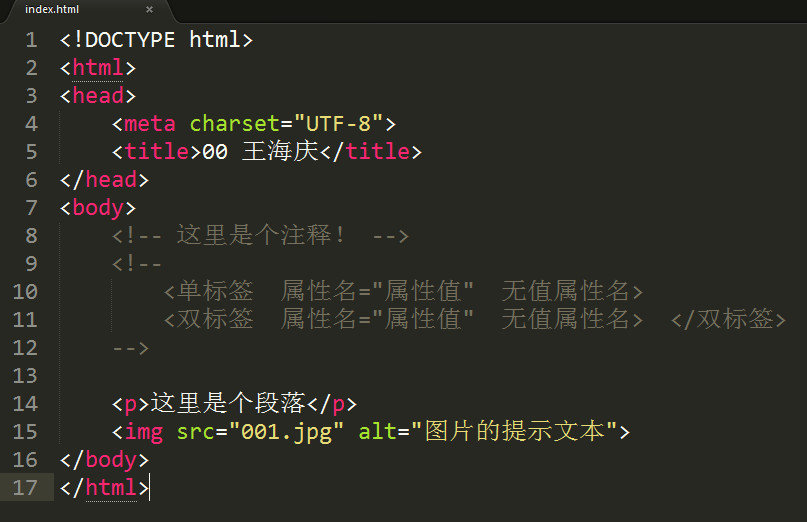 index.html ×
1 <!DOCTYPE html>
2 <html>
3 <head>
4     <meta charset="UTF-8">
5     <title>00 王海庆</title>
6 </head>
7 <body>
8     <!-- 这里是个注释! -->
9     <!--
10         <单标签  属性名="属性值"  无值属性名>
11         <双标签  属性名="属性值"  无值属性名>  </双标签>
12     -->
13
14     <p>这里是个段落</p>
15     <img src="001.jpg" alt="图片的提示文本">
16 </body>
17 </html>